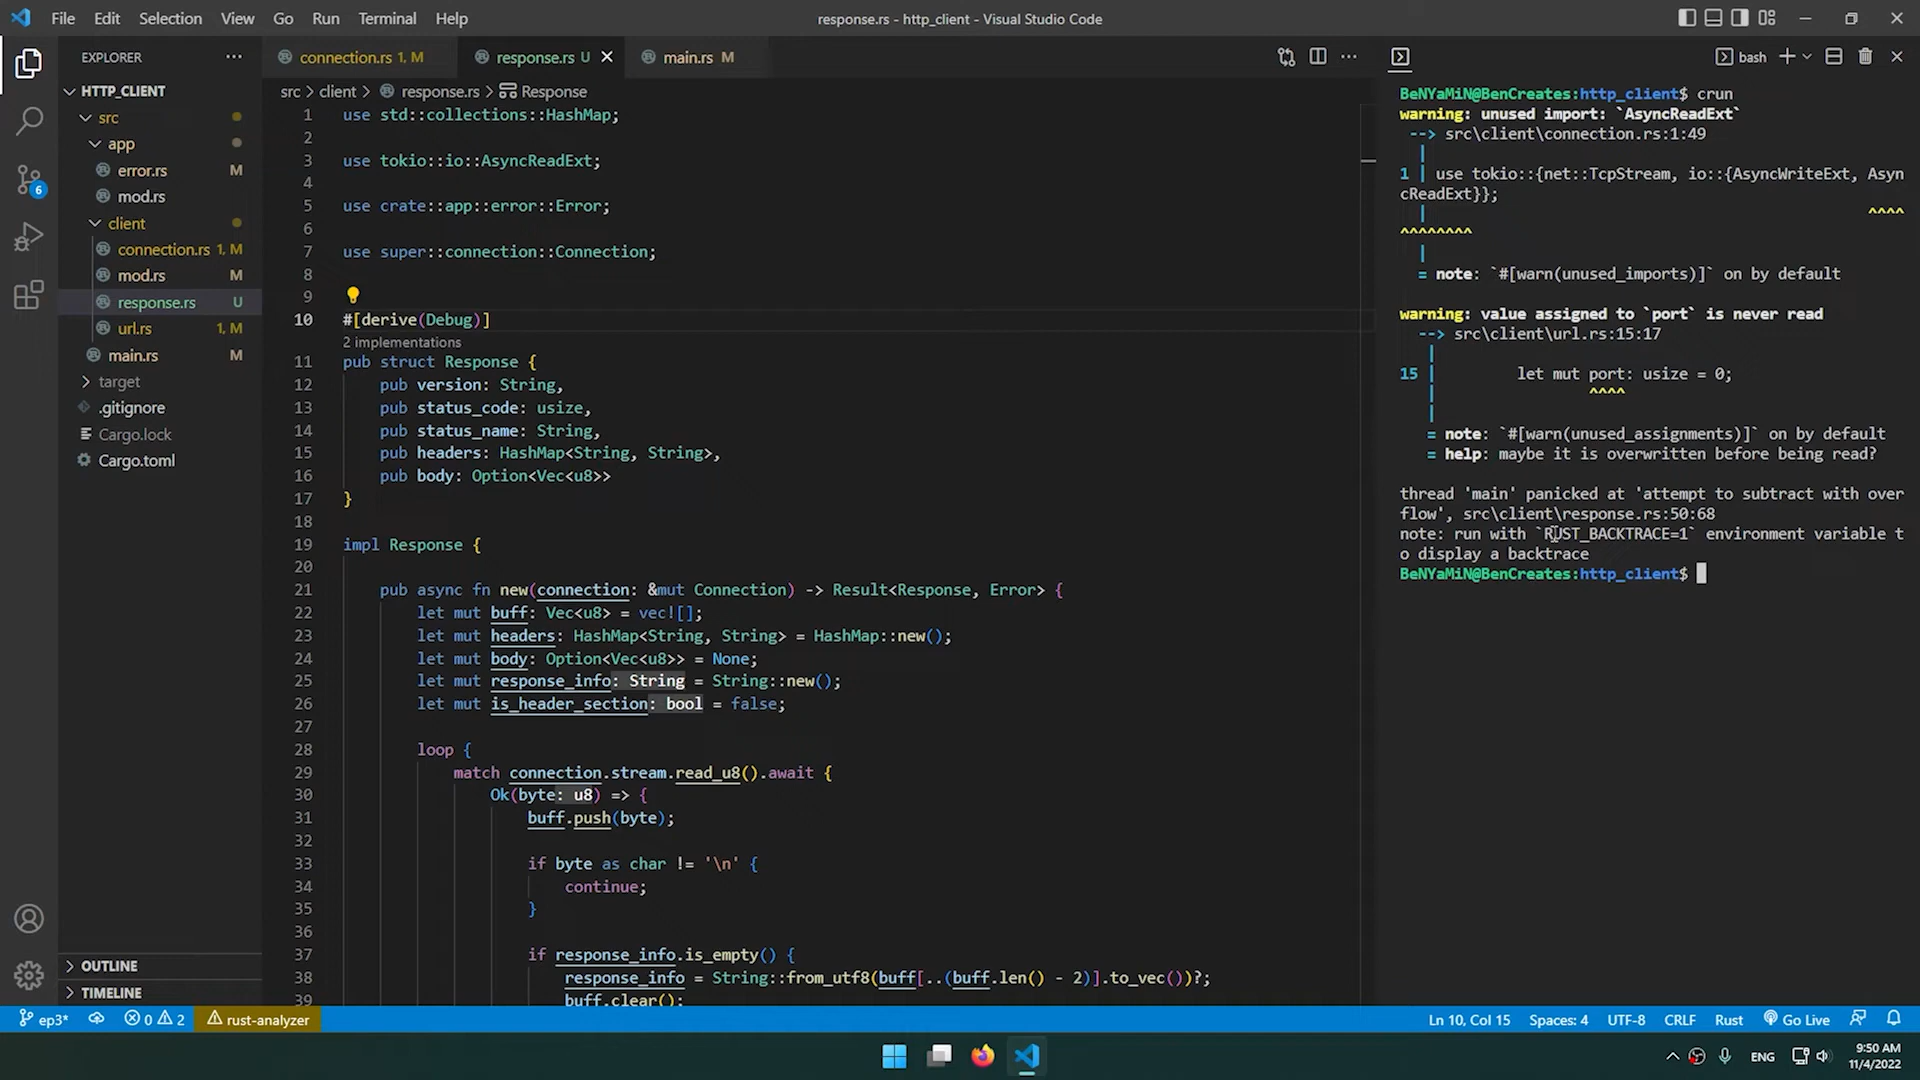 File Edit Selection View Go Run Terminal Help
response.rs - http_client - Visual Studio Code
EXPLORER
HTTP_CLIENT
src
app
error.rs M
mod.rs
client
connection.rs 1, M
mod.rs M
response.rs U
url.rs 1, M
main.rs M
target
.gitignore
Cargo.lock
Cargo.toml
OUTLINE
TIMELINE
6
connection.rs 1, M response.rs U main.rs M
src > client > response.rs > Response
1 use std::collections::HashMap;
2
3 use tokio::io::AsyncReadExt;
4
5 use crate::app::error::Error;
6
7 use super::connection::Connection;
8
9
10 #[derive(Debug)]
2 implementations
11 pub struct Response {
12 pub version: String,
13 pub status_code: usize,
14 pub status_name: String,
15 pub headers: HashMap<String, String>,
16 pub body: Option<Vec<u8>>
17 }
18
19 impl Response {
20
21 pub async fn new(connection: &mut Connection) -> Result<Response, Error> {
22 let mut buff: Vec<u8> = vec![];
23 let mut headers: HashMap<String, String> = HashMap::new();
24 let mut body: Option<Vec<u8>> = None;
25 let mut response_info: String = String::new();
26 let mut is_header_section: bool = false;
27
28 loop {
29 match connection.stream.read_u8().await {
30 Ok(byte: u8) => {
31 buff.push(byte);
32
33 if byte as char != '\n' {
34 continue;
35 }
36
37 if response_info.is_empty() {
38 response_info = String::from_utf8(buff[..(buff.len() - 2)].to_vec())?;
39 buff.clear();
bash
BeNYaMiN@BenCreates:http_client$ crun
warning: unused import: `AsyncReadExt`
--> src\client\connection.rs:1:49
|
1 | use tokio::{net::TcpStream, io::{AsyncWriteExt, Asyn
cReadExt}};
| ^^^^
^^^^^^^^
|
= note: `#[warn(unused_imports)]` on by default
warning: value assigned to `port` is never read
--> src\client\url.rs:15:17
|
15 | let mut port: usize = 0;
| ^^^^
|
= note: `#[warn(unused_assignments)]` on by default
= help: maybe it is overwritten before being read?
thread 'main' panicked at 'attempt to subtract with over
flow', src\client\response.rs:50:68
note: run with `RUST_BACKTRACE=1` environment variable t
o display a backtrace
BeNYaMiN@BenCreates:http_client$
ep3* 0 2 rust-analyzer
Ln 10, Col 15 Spaces: 4 UTF-8 CRLF Rust Go Live
ENG
9:50 AM
11/4/2022